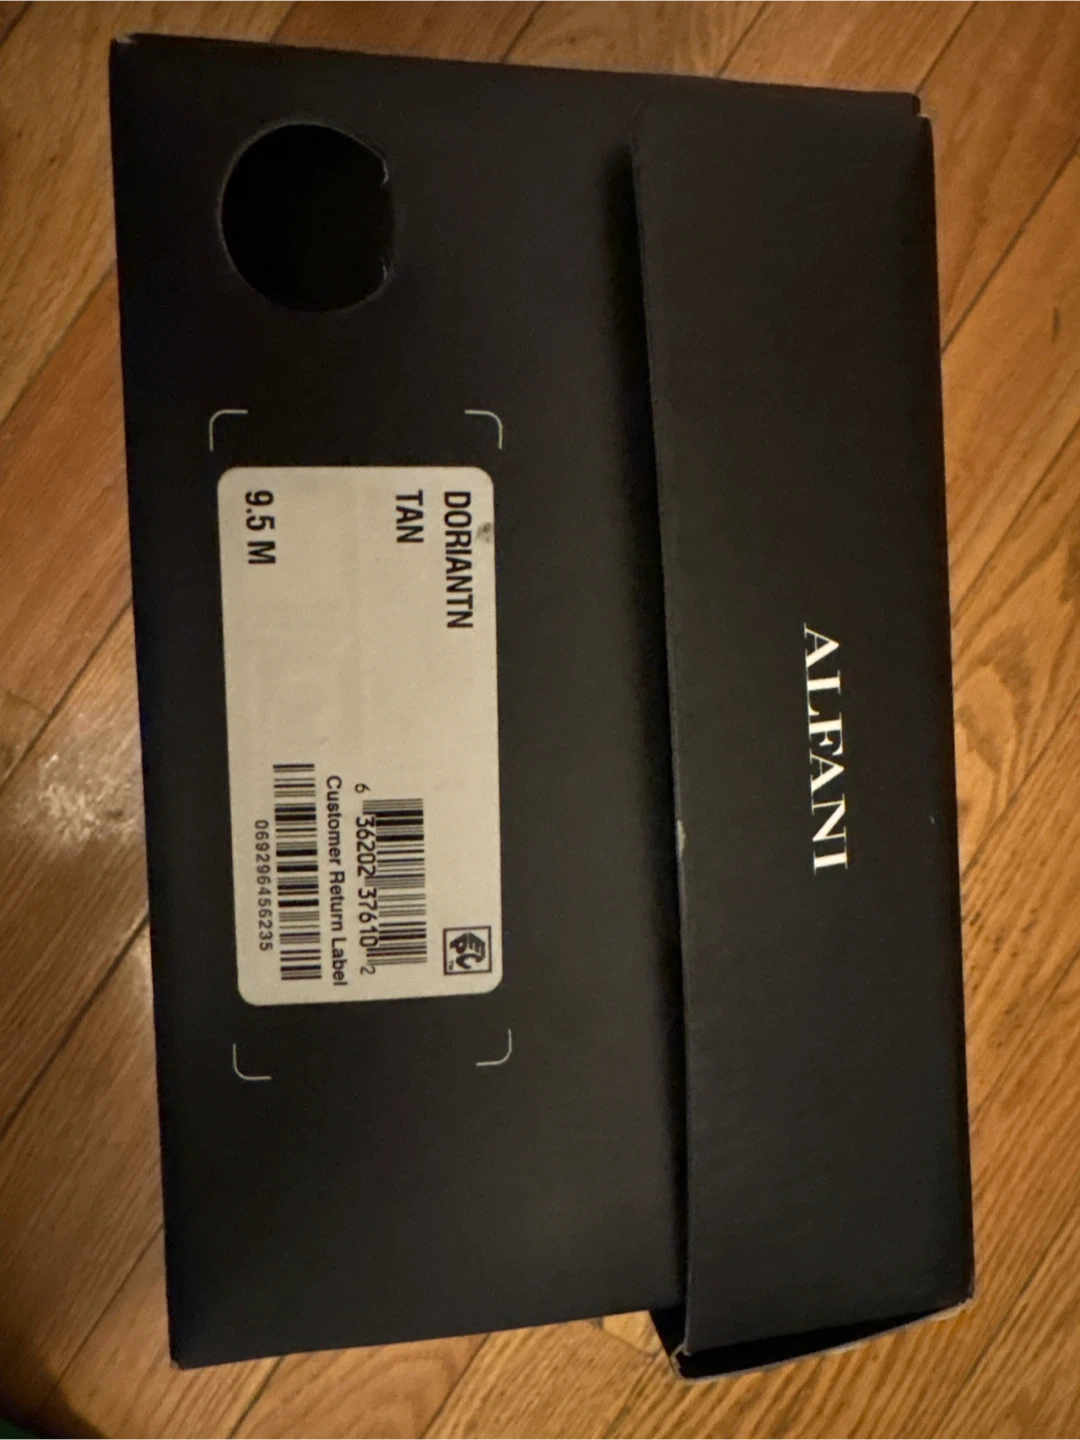 ALFANI
DORIANTN
TAN
9.5 M
6 36202 37610 2
Customer Return Label
069296456235